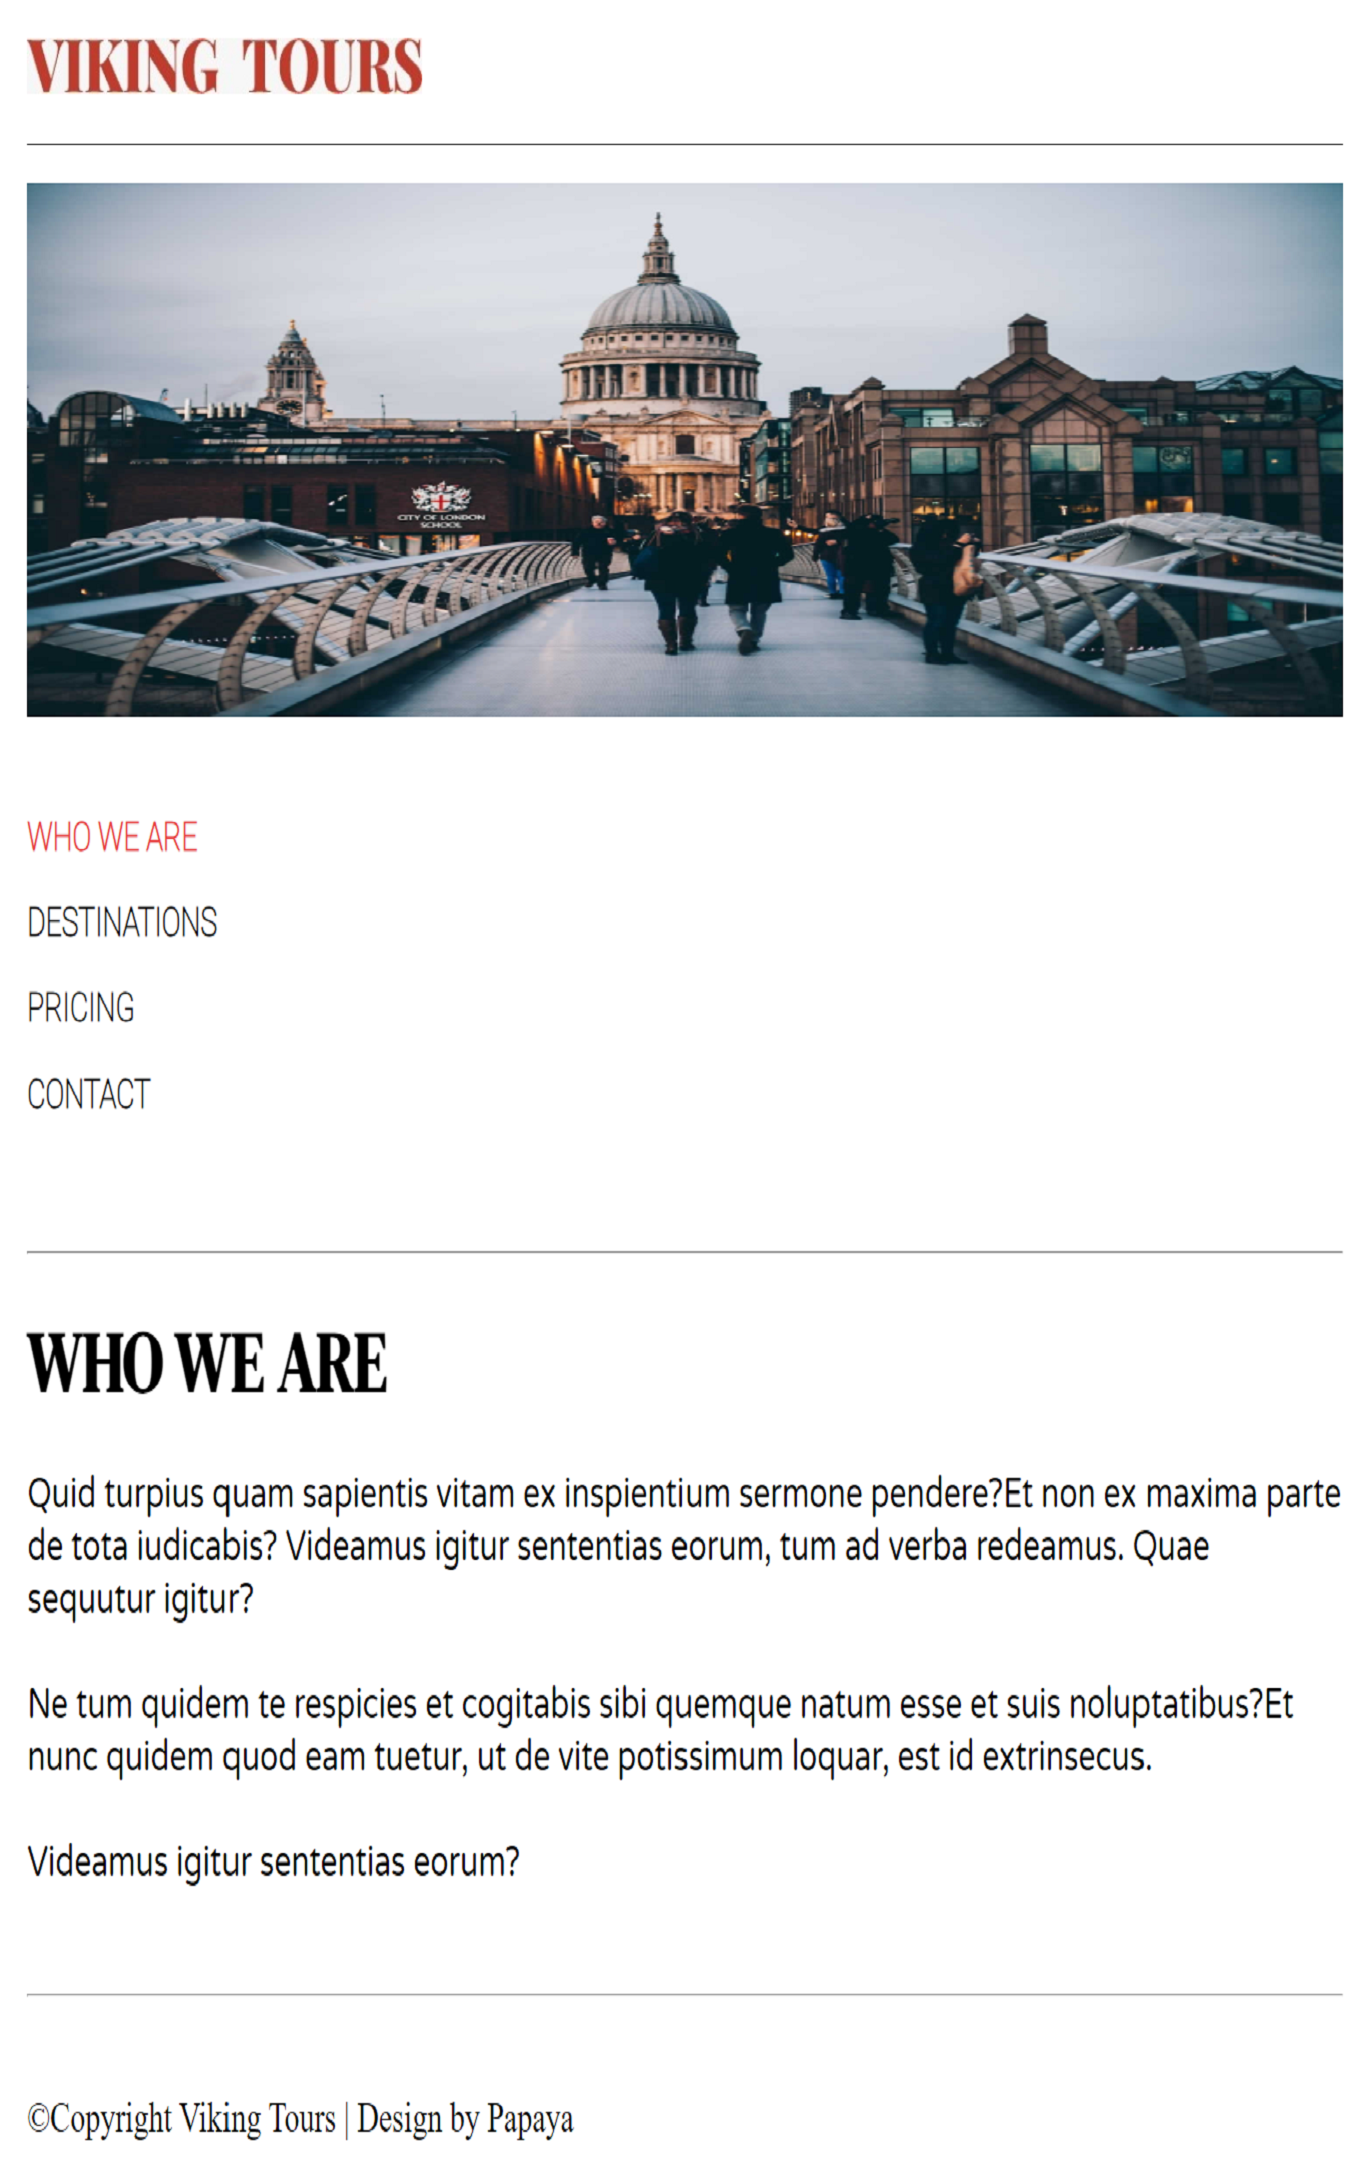 VIKING TOURS
CITY OF LONDON
SCHOOL
WHO WE ARE
DESTINATIONS
PRICING
CONTACT
WHO WE ARE
Quid turpius quam sapientis vitam ex inspientium sermone pendere?Et non ex maxima parte
de tota iudicabis? Videamus igitur sententias eorum, tum ad verba redeamus. Quae
sequutur igitur?
Ne tum quidem te respicies et cogitabis sibi quemque natum esse et suis noluptatibus?Et
nunc quidem quod eam tuetur, ut de vite potissimum loquar, est id extrinsecus.
Videamus igitur sententias eorum?
©Copyright Viking Tours | Design by Papaya